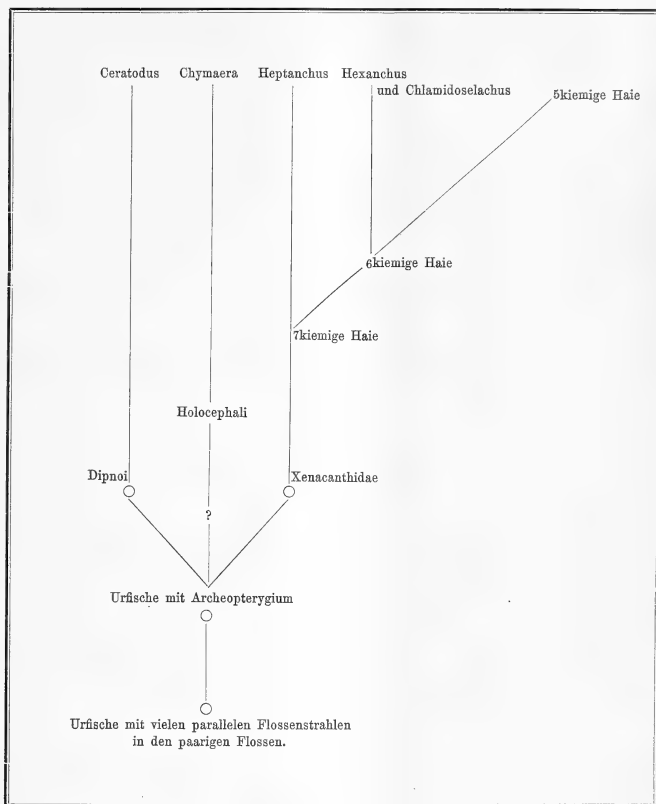 Ceratodus Chymaera Heptanchus Hexanchus
und Chlamidoselachus
5kiemige Haie
6kiemige Haie
7kiemige Haie
Holocephali
Dipnoi Xenacanthidae
?
Urfische mit Archeopterygium
Urfische mit vielen parallelen Flossenstrahlen
in den paarigen Flossen.